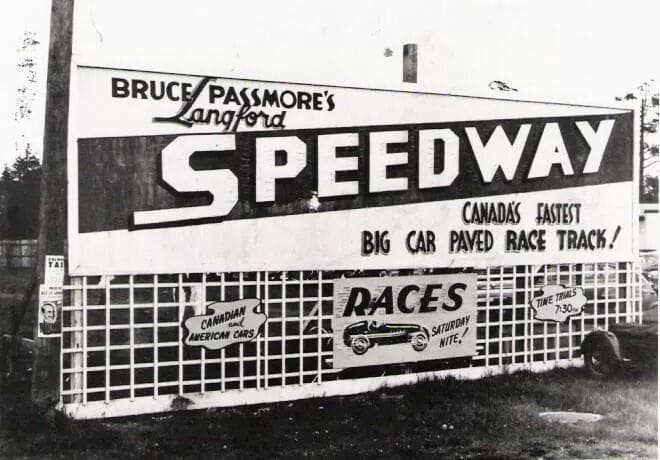 BRUCE PASSMORE'S
Langford
SPEEDWAY
CANADA'S FASTEST
BIG CAR PAVED RACE TRACK!
CANADIAN
and
AMERICAN CARS
RACES
SATURDAY
NITE!
TIME TRIALS
7:30 PM